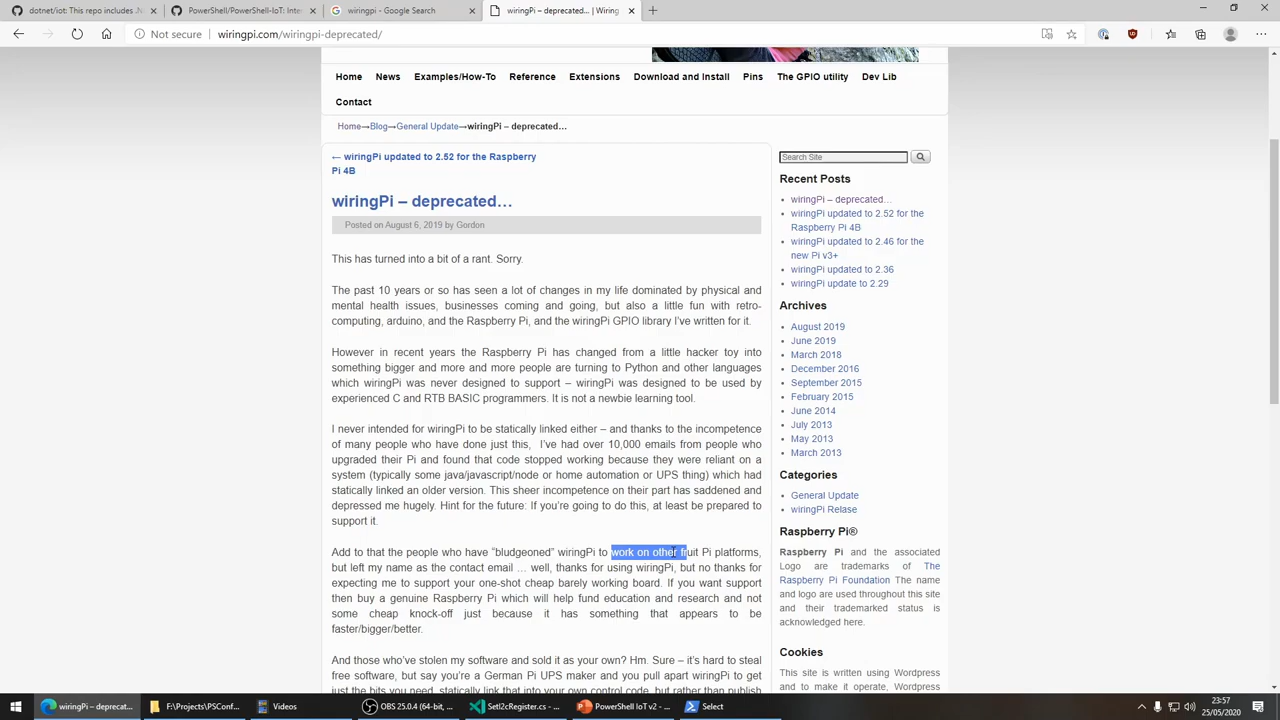 dotnet/iot: This repo includes .N
PowerShell/PowerShell-IoT: Inter
wiringpi - Google Search
wiringPi – deprecated... | Wiring
Not secure | wiringpi.com/wiringpi-deprecated/
Home News Examples/How-To Reference Extensions Download and Install Pins The GPIO utility Dev Lib
Contact
Home→Blog→General Update→wiringPi – deprecated…
← wiringPi updated to 2.52 for the Raspberry
Pi 4B
wiringPi – deprecated…
Posted on August 6, 2019 by Gordon
This has turned into a bit of a rant. Sorry.
The past 10 years or so has seen a lot of changes in my life dominated by physical and
mental health issues, businesses coming and going, but also a little fun with retro-
computing, arduino, and the Raspberry Pi, and the wiringPi GPIO library I've written for it.
However in recent years the Raspberry Pi has changed from a little hacker toy into
something bigger and more and more people are turning to Python and other languages
which wiringPi was never designed to support – wiringPi was designed to be used by
experienced C and RTB BASIC programmers. It is not a newbie learning tool.
I never intended for wiringPi to be statically linked either – and thanks to the incompetence
of many people who have done just this, I've had over 10,000 emails from people who
upgraded their Pi and found that code stopped working because they were reliant on a
system (typically some java/javascript/node or home automation or UPS thing) which had
statically linked an older version. This sheer incompetence on their part has saddened and
depressed me hugely. Hint for the future: If you're going to do this, at least be prepared to
support it.
Add to that the people who have “bludgeoned” wiringPi to work on other fruit Pi platforms,
but left my name as the contact email … well, thanks for using wiringPi, but no thanks for
expecting me to support your one-shot cheap barely working board. If you want support
then buy a genuine Raspberry Pi which will help fund education and research and not
some cheap knock-off just because it has something that appears to be
faster/bigger/better.
And those who've stolen my software and sold it as your own? Hm. Sure – it's hard to steal
free software, but say you're a German Pi UPS maker and you pull apart wiringPi to get
just the bits you need, statically link that into your own control code, but rather than publish
Search Site
Recent Posts
wiringPi – deprecated…
wiringPi updated to 2.52 for the
Raspberry Pi 4B
wiringPi updated to 2.46 for the
new Pi v3+
wiringPi updated to 2.36
wiringPi update to 2.29
Archives
August 2019
June 2019
March 2018
December 2016
September 2015
February 2015
June 2014
July 2013
May 2013
March 2013
Categories
General Update
wiringPi Relase
Raspberry Pi®
Raspberry Pi and the associated
Logo are trademarks of The
Raspberry Pi Foundation The name
and logo are used throughout this site
and their trademarked status is
acknowledged here.
Cookies
This site is written using Wordpress
and to make it operate, Wordpress
wiringPi – deprecat...
F:\Projects\PSConf...
Videos
OBS 25.0.4 (64-bit, ...
SetI2cRegister.cs - ...
PowerShell IoT v2 - ...
Select
23:57
25/05/2020